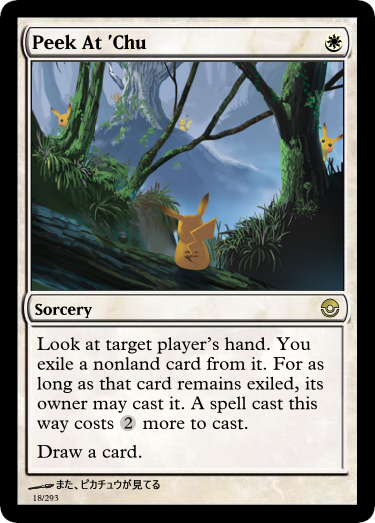 Peek At 'Chu
Sorcery
Look at target player's hand. You
exile a nonland card from it. For as
long as that card remains exiled, its
owner may cast it. A spell cast this
way costs 2 more to cast.
Draw a card.
また、ピカチュウが見てる
18/293